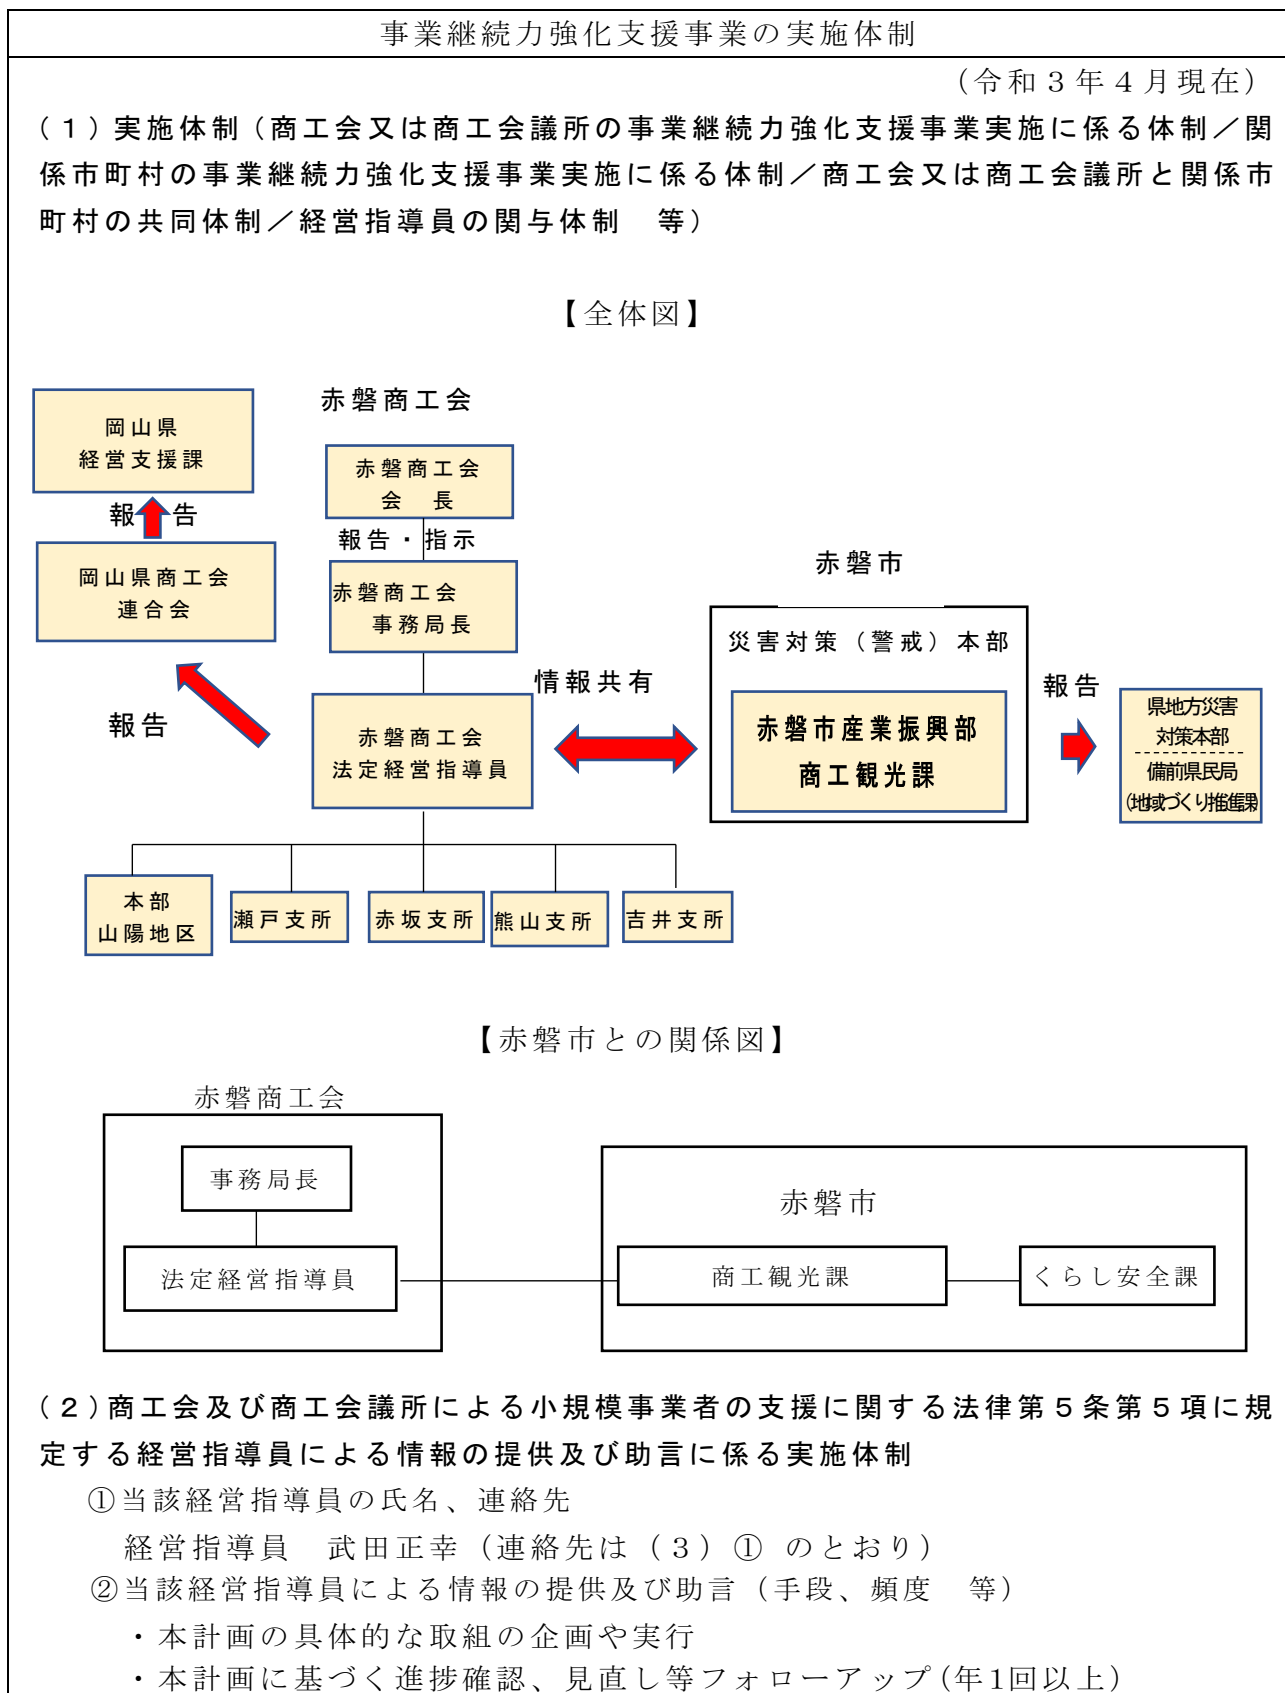 事業継続力強化支援事業の実施体制
(令和3年4月現在)
(1)実施体制(商工会又は商工会議所の事業継続力強化支援事業実施に係る体制/関
係市町村の事業継続力強化支援事業実施に係る体制/商工会又は商工会議所と関係市
町村の共同体制/経営指導員の関与体制 等)
【全体図】
岡山県
経営支援課
報告
岡山県商工会
連合会
報告
赤磐商工会
赤磐商工会
会 長
報告・指示
赤磐商工会
事務局長
赤磐商工会
法定経営指導員
情報共有
赤磐市
災害対策(警戒)本部
赤磐市産業振興部
商工観光課
報告
県地方災害
対策本部
備前県民局
(地域づくり推進課)
本部
山陽地区
瀬戸支所
赤坂支所
熊山支所
吉井支所
【赤磐市との関係図】
赤磐商工会
事務局長
法定経営指導員
赤磐市
商工観光課
くらし安全課
(2)商工会及び商工会議所による小規模事業者の支援に関する法律第5条第5項に規
定する経営指導員による情報の提供及び助言に係る実施体制
①当該経営指導員の氏名、連絡先
経営指導員 武田正幸(連絡先は(3)① のとおり)
②当該経営指導員による情報の提供及び助言(手段、頻度 等)
・本計画の具体的な取組の企画や実行
・本計画に基づく進捗確認、見直し等フォローアップ(年1回以上)